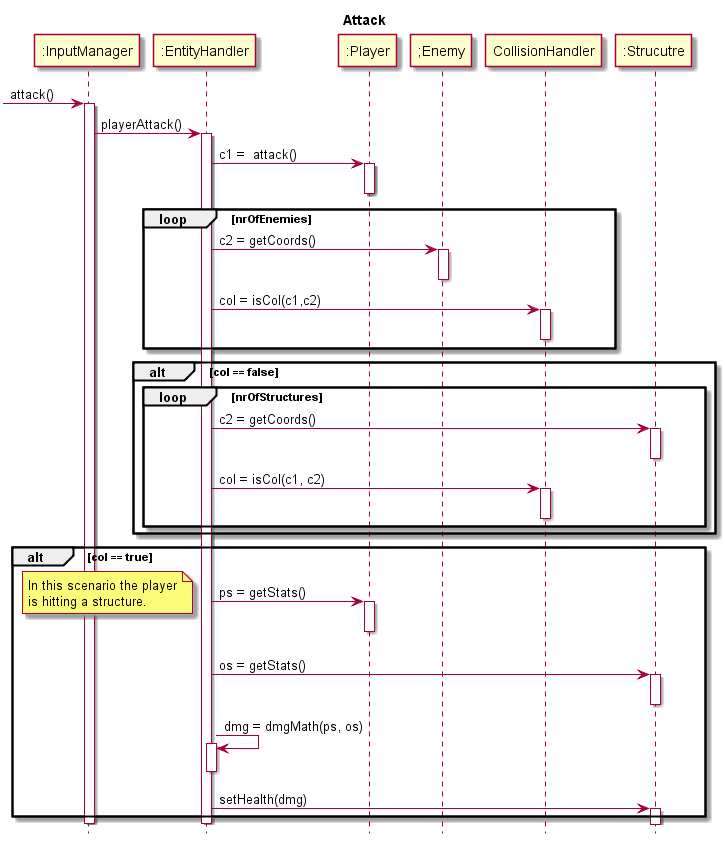 Attack
:InputManager
:EntityHandler
:Player
;Enemy
CollisionHandler
:Strucutre
attack()
playerAttack()
c1 =  attack()
loop
[nrOfEnemies]
c2 = getCoords()
col = isCol(c1,c2)
alt
[col == false]
loop
[nrOfStructures]
c2 = getCoords()
col = isCol(c1, c2)
alt
[col == true]
In this scenario the player
is hitting a structure.
ps = getStats()
os = getStats()
dmg = dmgMath(ps, os)
setHealth(dmg)